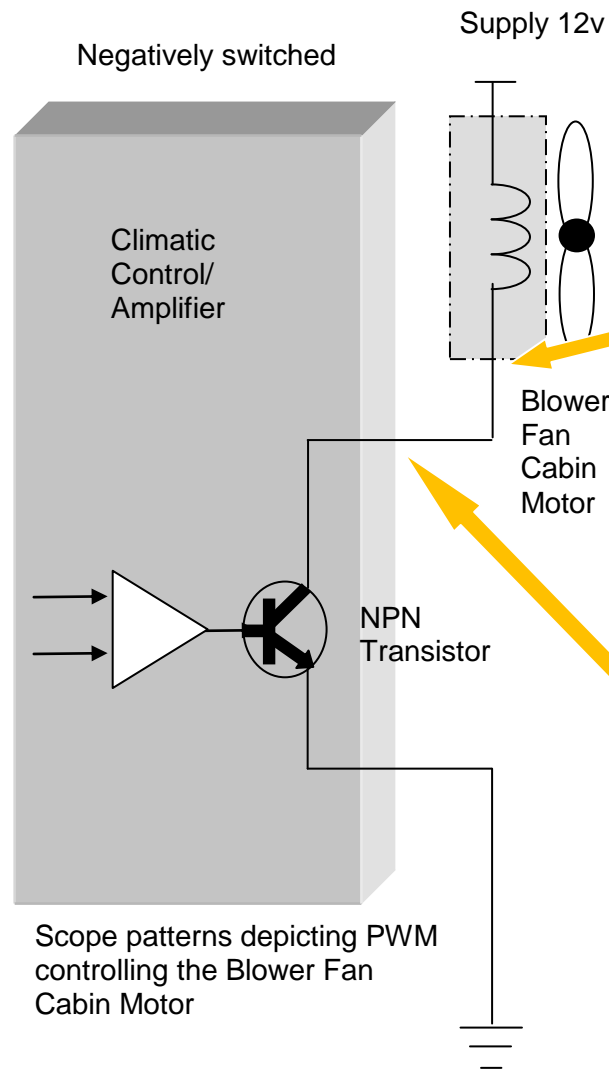 Supply 12v
Negatively switched
Climatic
Control/
Amplifier
Blower
Fan
Cabin
Motor
NPN
Transistor
Scope patterns depicting PWM
controlling the Blower Fan
Cabin Motor